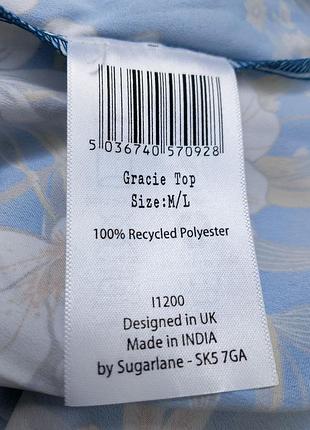 5 036740 570928
Gracie Top
Size:M/L
100% Recycled Polyester
I1200
Designed in UK
Made in INDIA
by Sugarlane - SK5 7GA